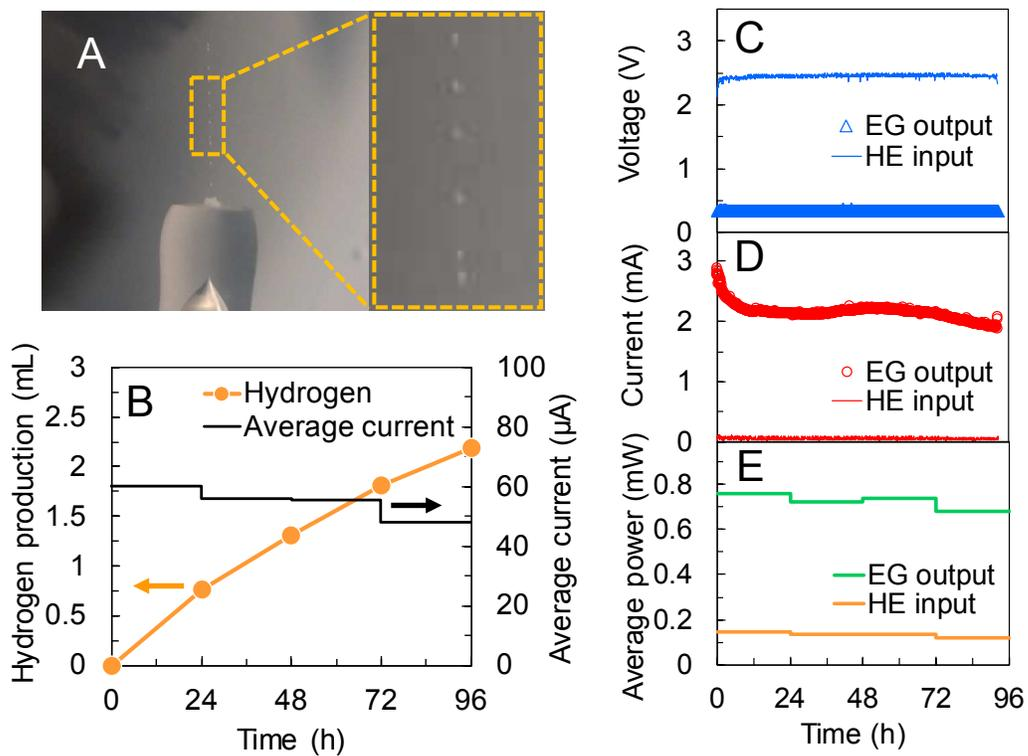 A
B
Hydrogen production (mL)
3
2.5
2
1.5
1
0.5
0
Hydrogen
Average current
100
80
60
40
20
0
Average current (µA)
0 24 48 72 96
Time (h)
C
Voltage (V)
3
2
1
0
EG output
HE input
D
Current (mA)
3
2
1
0
EG output
HE input
E
Average power (mW)
0.8
0.6
0.4
0.2
0
EG output
HE input
0 24 48 72 96
Time (h)